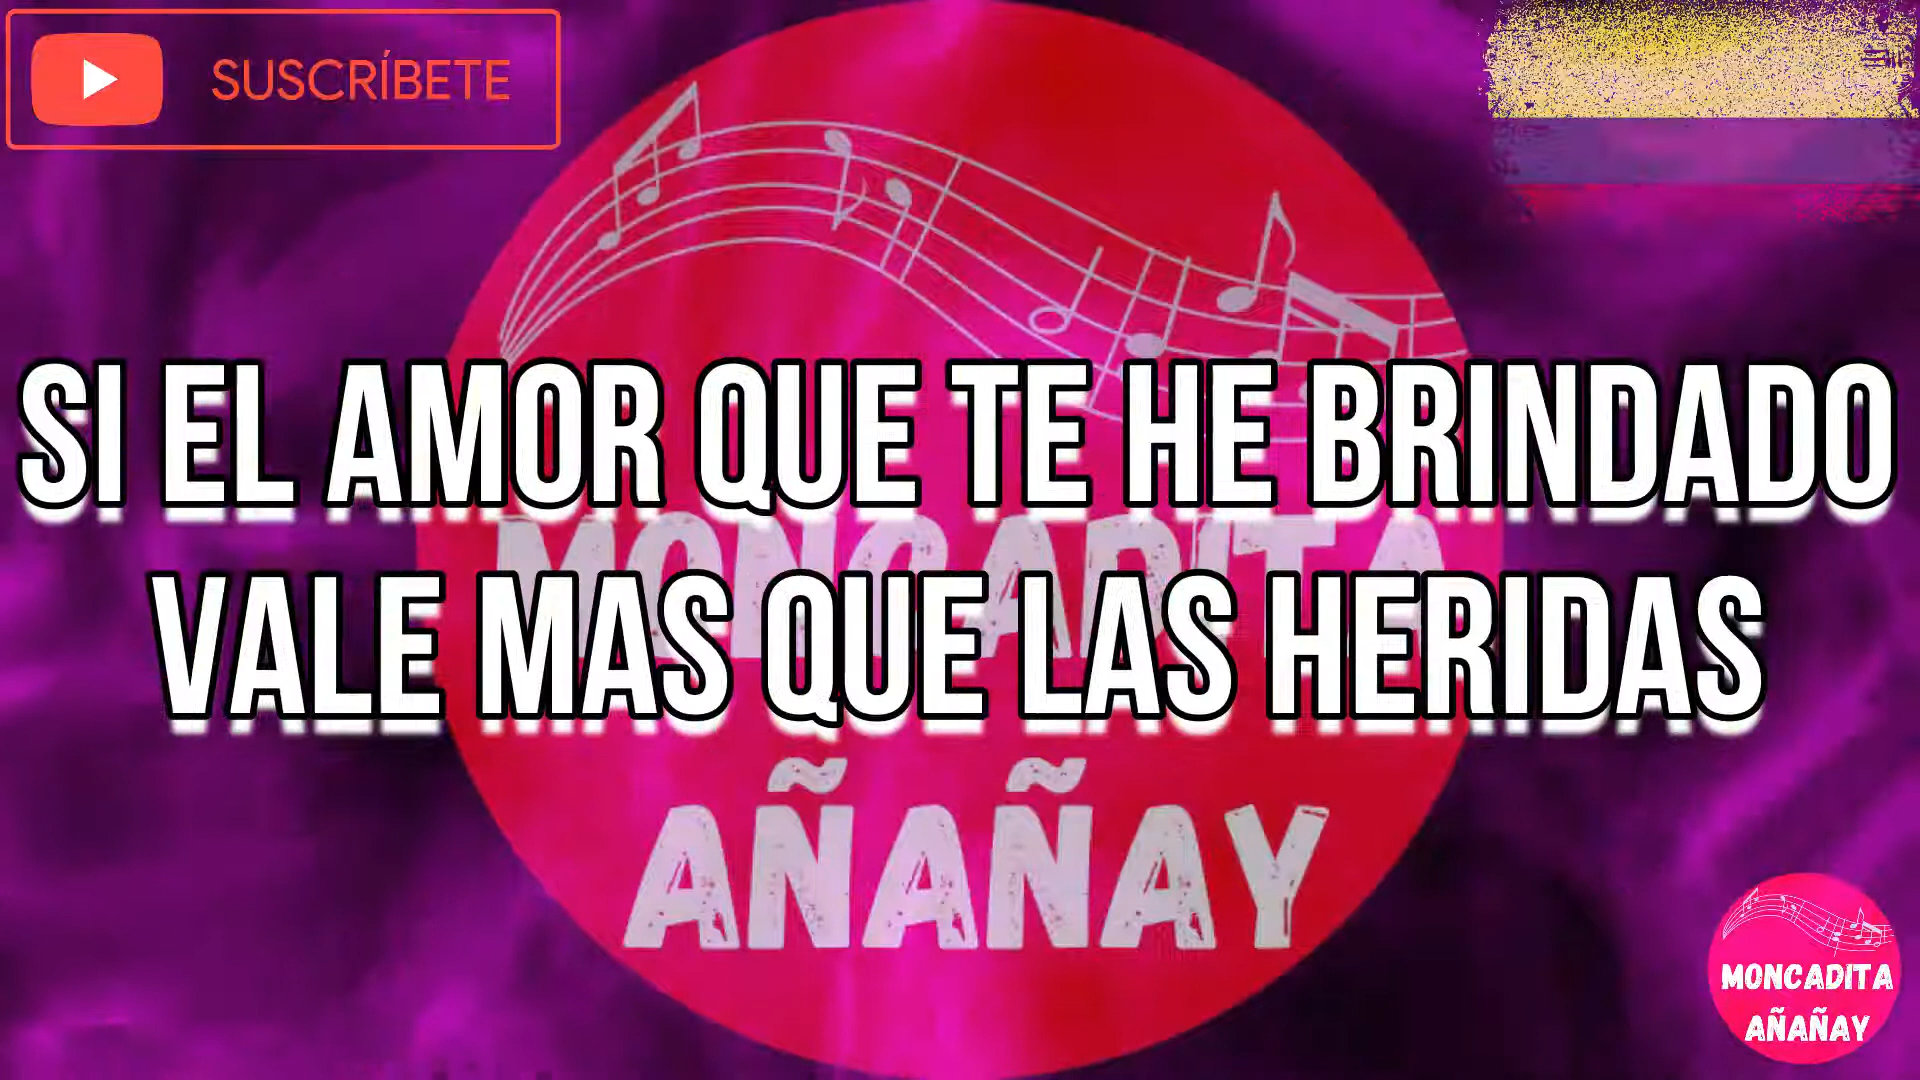 SUSCRÍBETE
SI EL AMOR QUE TE HE BRINDADO
MONCADITA
VALE MAS QUE LAS HERIDAS
AÑAÑAY
MONCADITA
AÑAÑAY